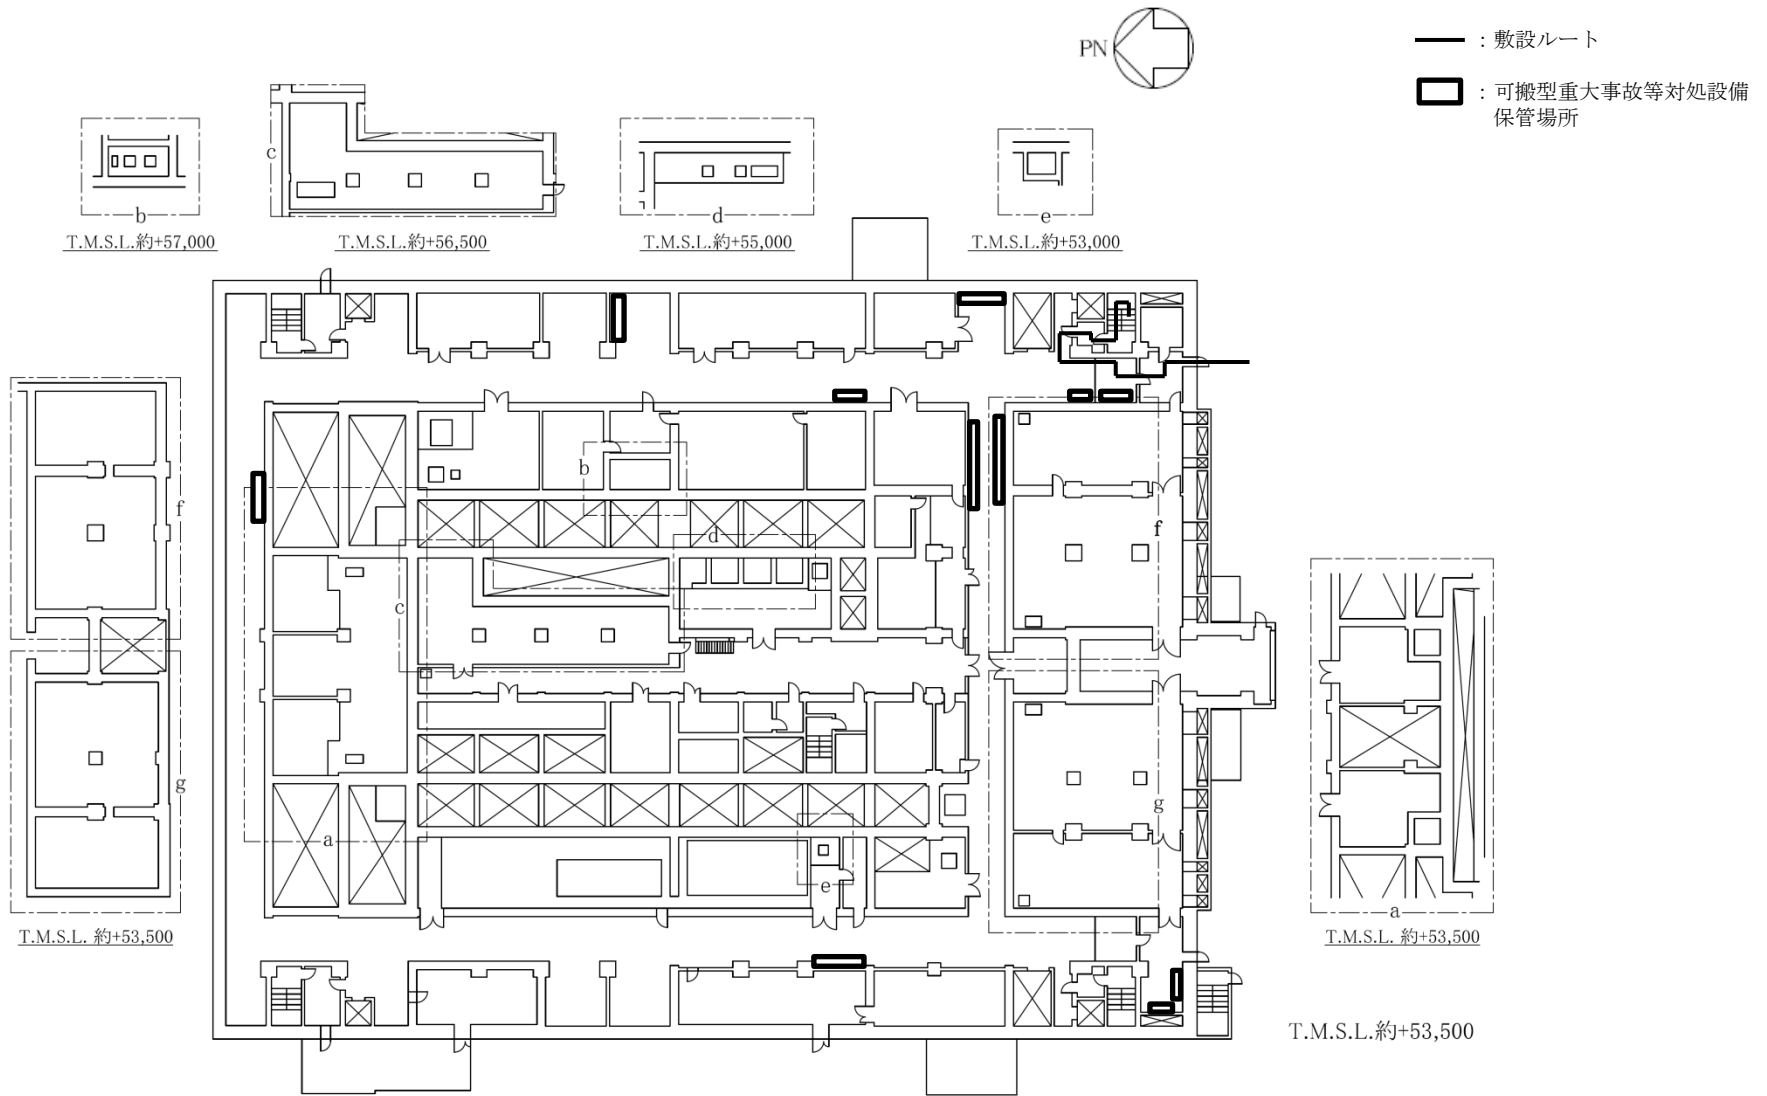 PN
: 敷設ルート
: 可搬型重大事故等対処設備
保管場所
c
b
T.M.S.L.約+57,000
T.M.S.L.約+56,500
d
T.M.S.L.約+55,000
e
T.M.S.L.約+53,000
f
g
T.M.S.L. 約+53,500
b
d
c
a
e
f
g
a
T.M.S.L. 約+53,500
T.M.S.L.約+53,500